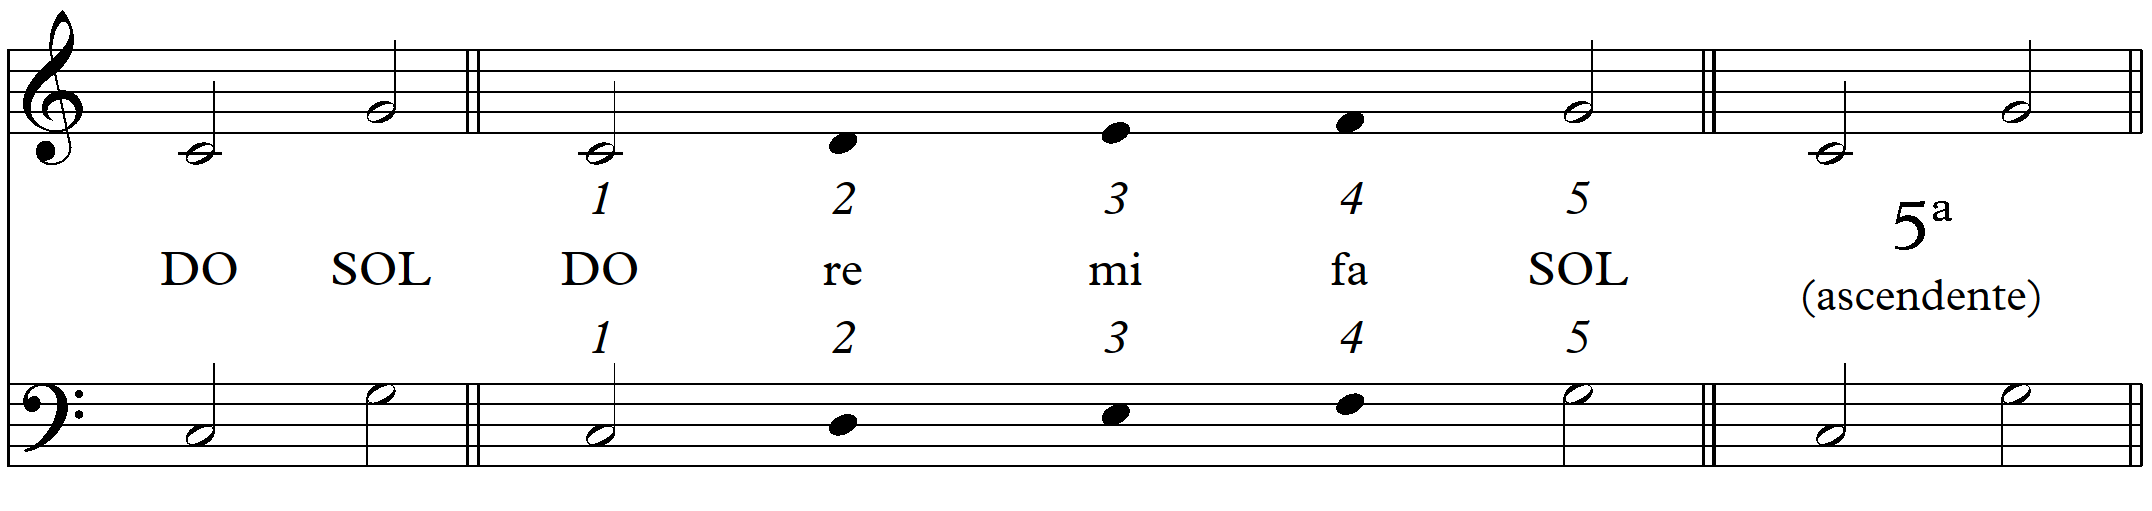 1 2 3 4 5
5ª
DO SOL DO re mi fa SOL
(ascendente)
1 2 3 4 5